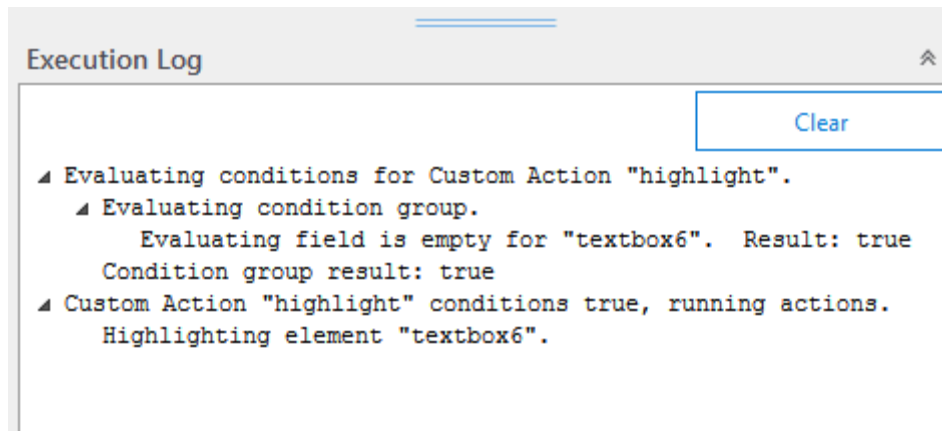 Execution Log
Clear
Evaluating conditions for Custom Action "highlight".
Evaluating condition group.
Evaluating field is empty for "textbox6".  Result: true
Condition group result: true
Custom Action "highlight" conditions true, running actions.
Highlighting element "textbox6".